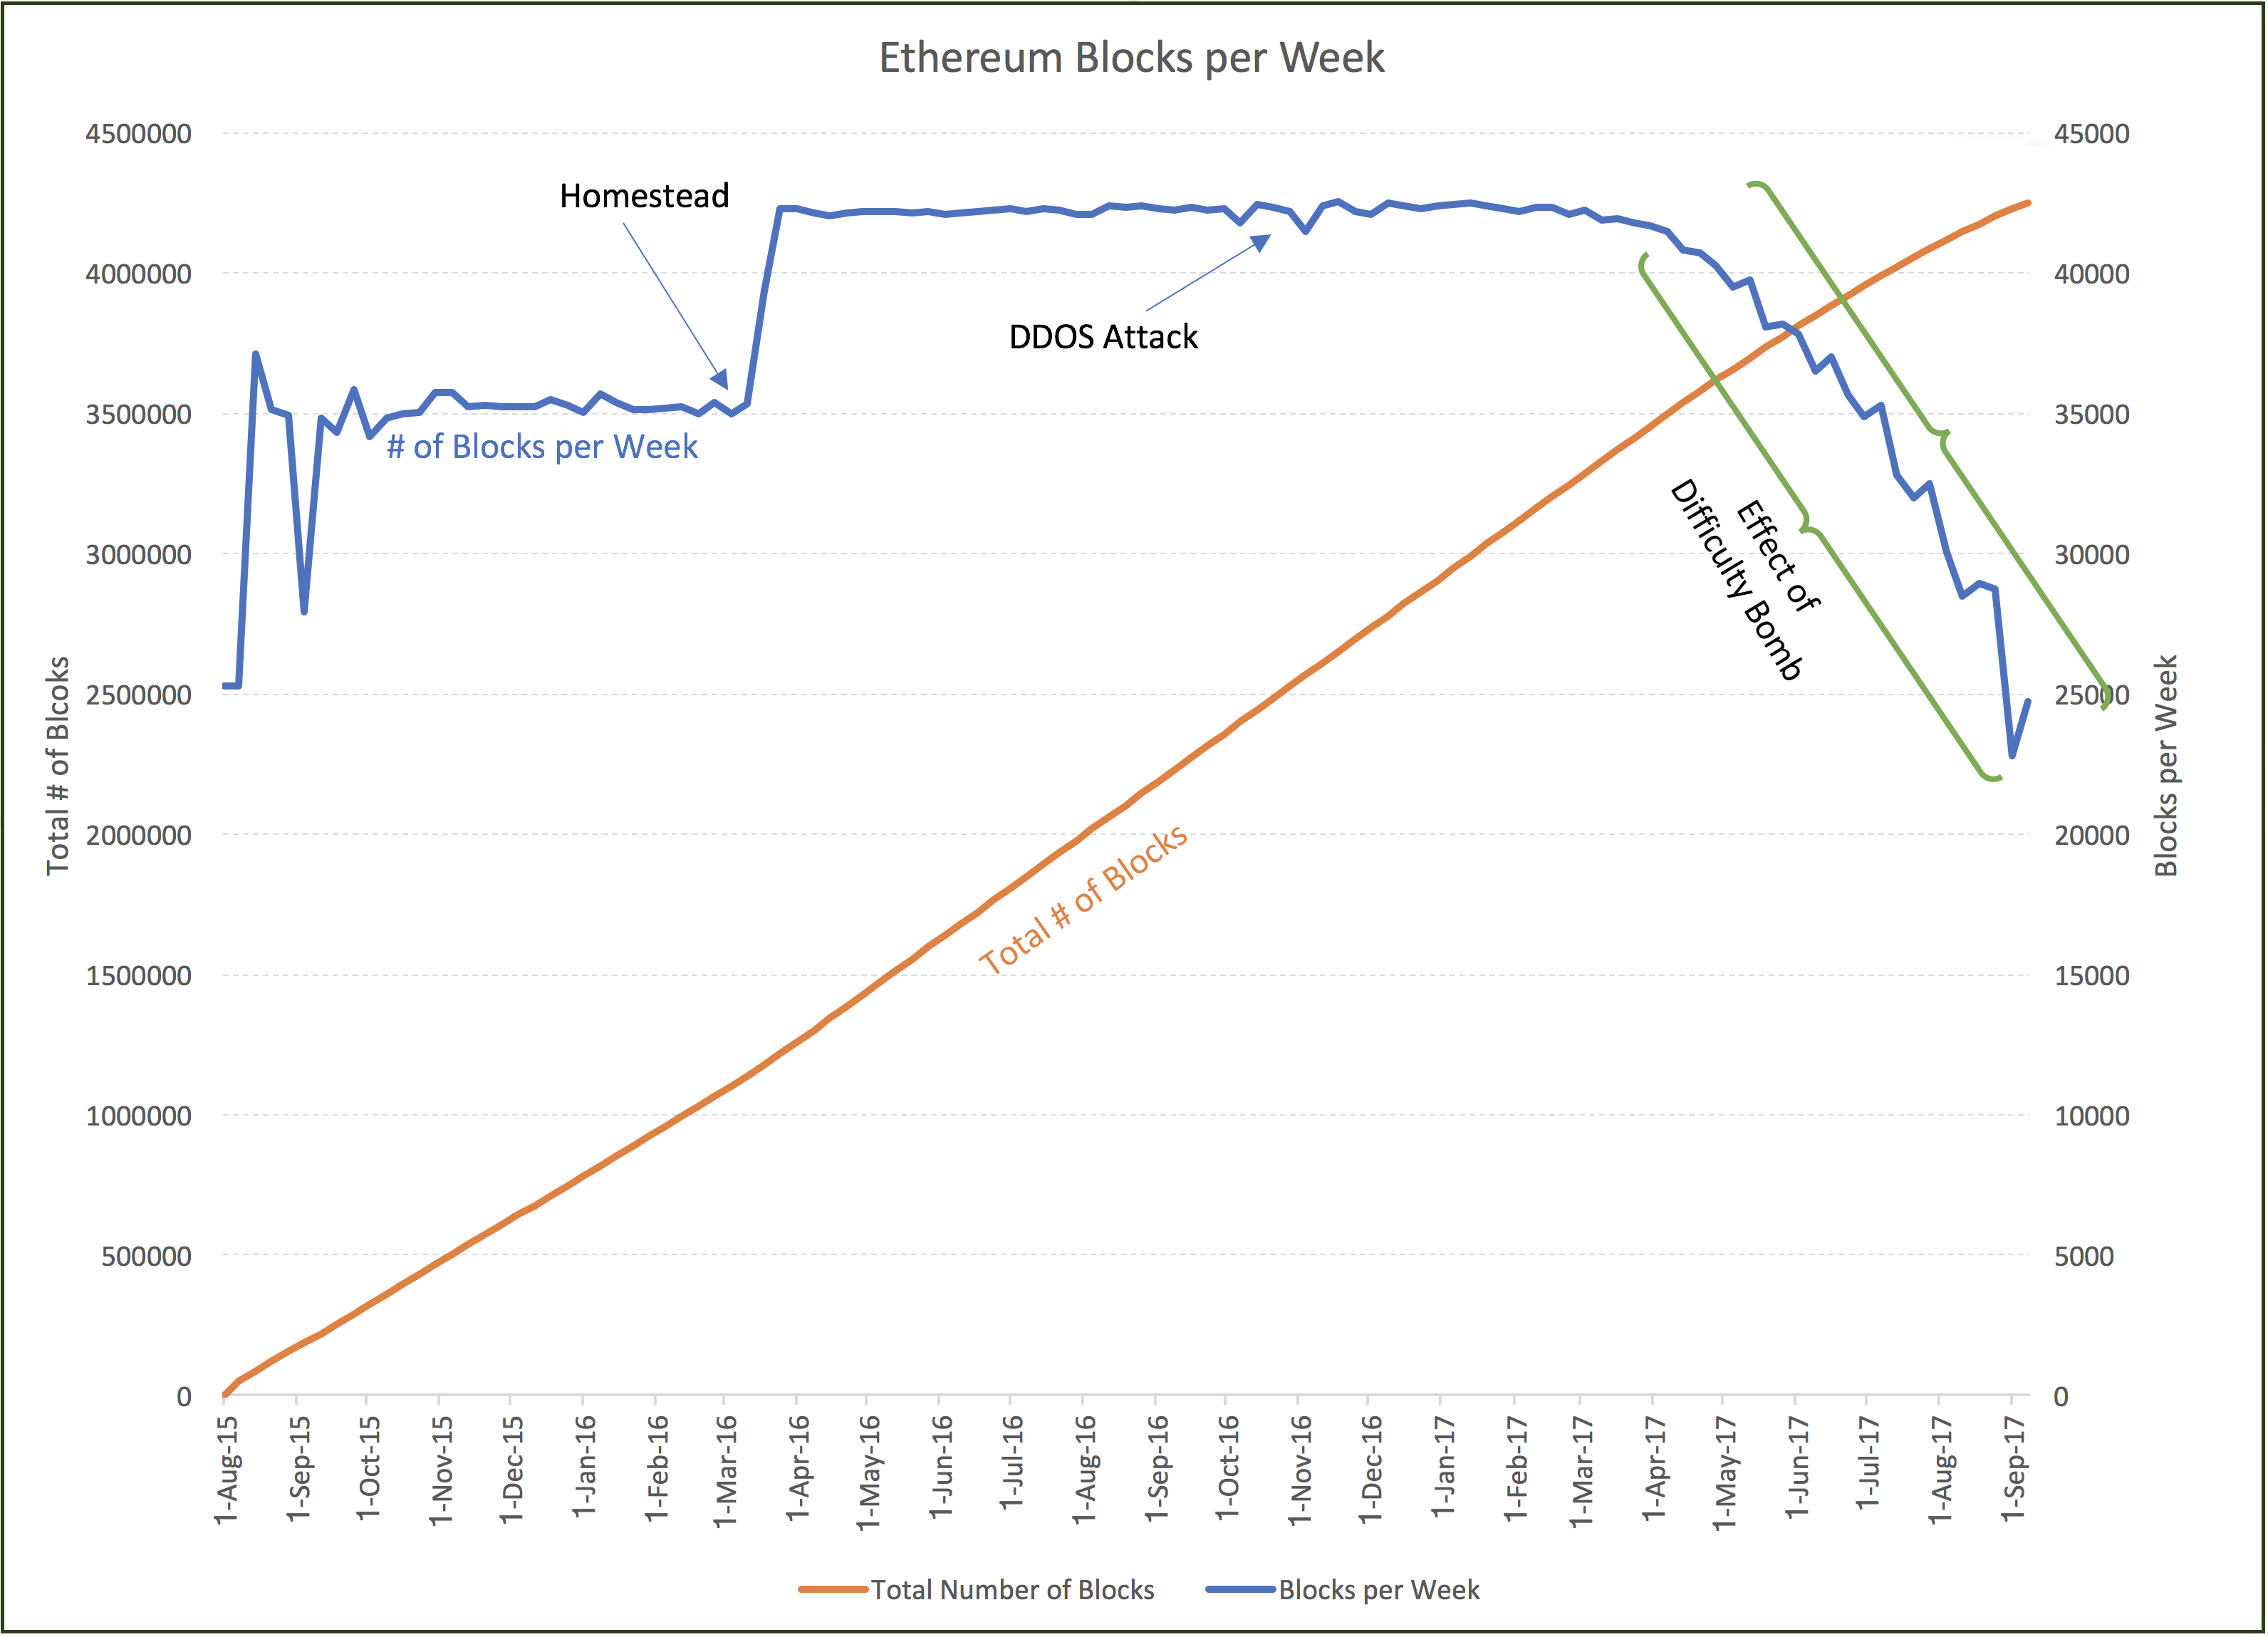 Ethereum Blocks per Week
4500000
4000000
3500000
3000000
2500000
2000000
1500000
1000000
500000
0
Total # of Blcoks
45000
40000
35000
30000
25000
20000
15000
10000
5000
0
Blocks per Week
Homestead
DDOS Attack
# of Blocks per Week
Effect of
Difficulty Bomb
Total # of Blocks
1-Aug-15
1-Sep-15
1-Oct-15
1-Nov-15
1-Dec-15
1-Jan-16
1-Feb-16
1-Mar-16
1-Apr-16
1-May-16
1-Jun-16
1-Jul-16
1-Aug-16
1-Sep-16
1-Oct-16
1-Nov-16
1-Dec-16
1-Jan-17
1-Feb-17
1-Mar-17
1-Apr-17
1-May-17
1-Jun-17
1-Jul-17
1-Aug-17
1-Sep-17
Total Number of Blocks
Blocks per Week